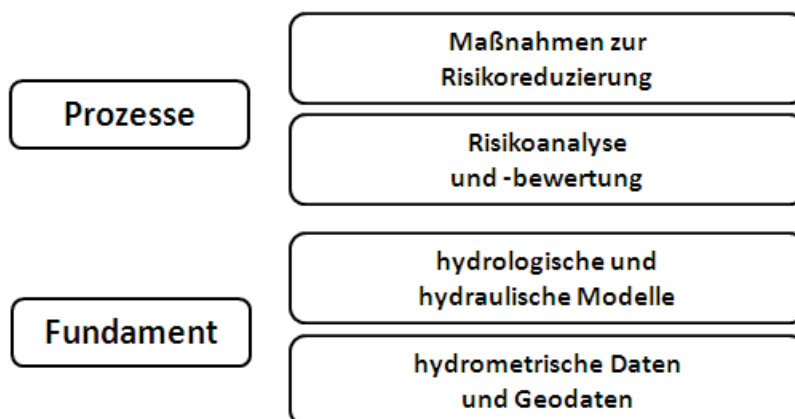 Prozesse
Maßnahmen zur
Risikoreduzierung
Risikoanalyse
und -bewertung
Fundament
hydrologische und
hydraulische Modelle
hydrometrische Daten
und Geodaten